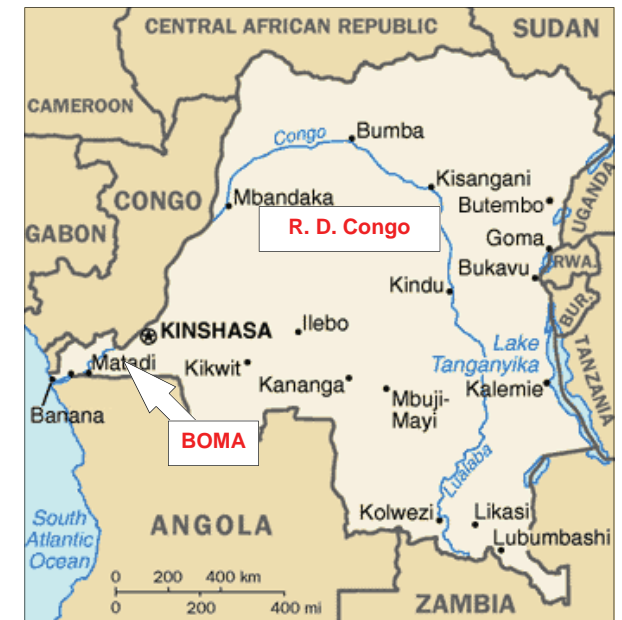 CENTRAL AFRICAN REPUBLIC
SUDAN
CAMEROON
Congo
Bumba
Kisangani
CONGO
Mbandaka
Butembo
UGANDA
R. D. Congo
GABON
Goma
RWA.
Bukavu
Kindu
BUR.
KINSHASA
Ilebo
Lake
Tanganyika
TANZANIA
Matadi
Kikwit
Kananga
Kalemie
Mbuji-
Mayi
Banana
BOMA
Lualaba
Kolwezi
Likasi
South
Atlantic
Ocean
ANGOLA
Lubumbashi
0 200 400 km
0 200 400 mi
ZAMBIA